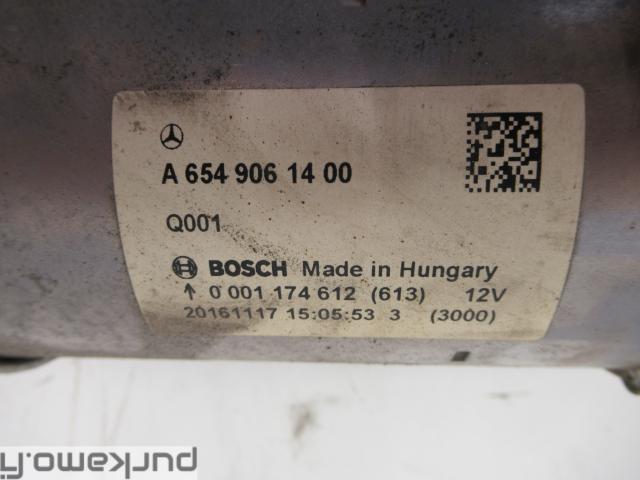 A 654 906 14 00
Q001
BOSCH Made in Hungary
↑ 0 001 174 612 (613) 12V
20161117 15:05:53 3 (3000)
purkamo.fi